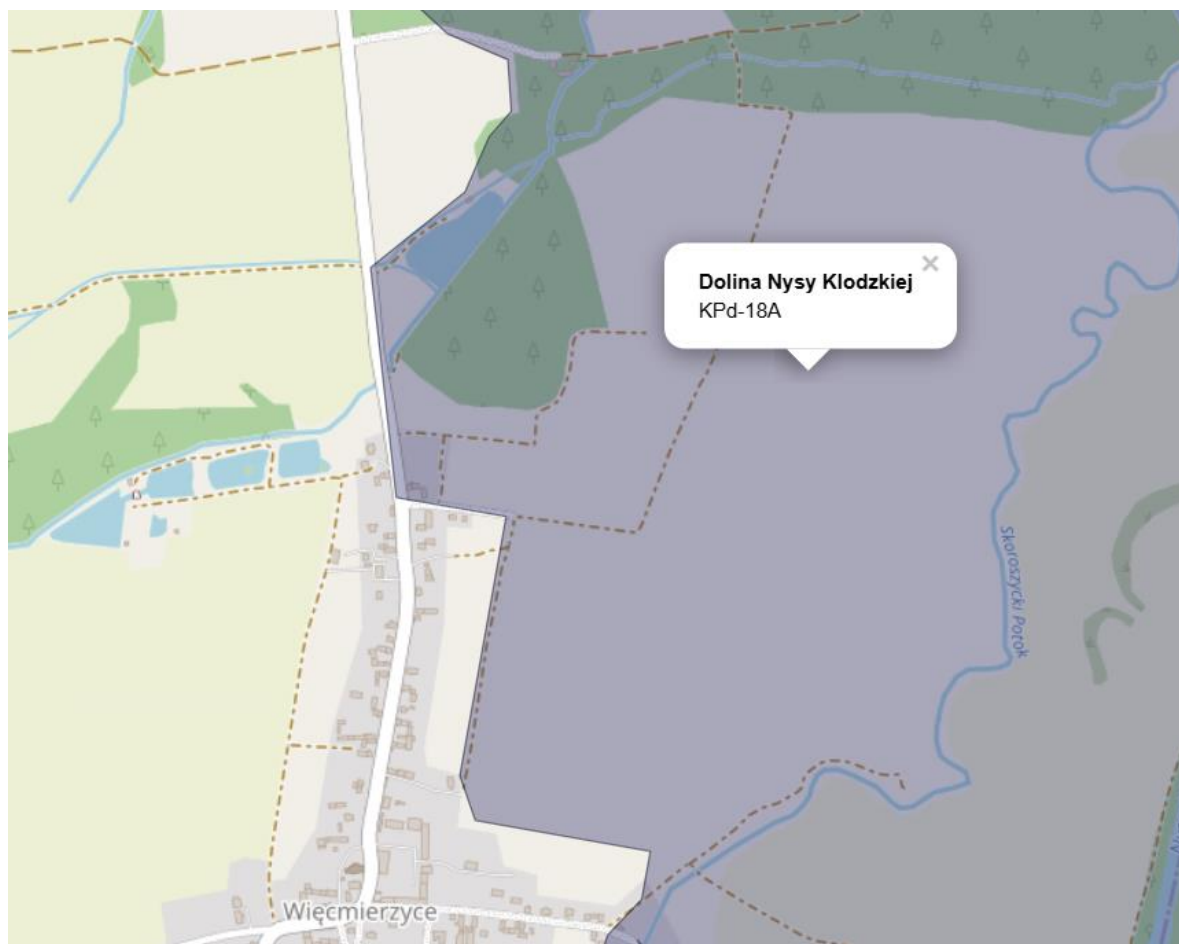 Dolina Nysy Klodzkiej
×
KPd-18A
Skoroszycki Potok
Więcmierzyce